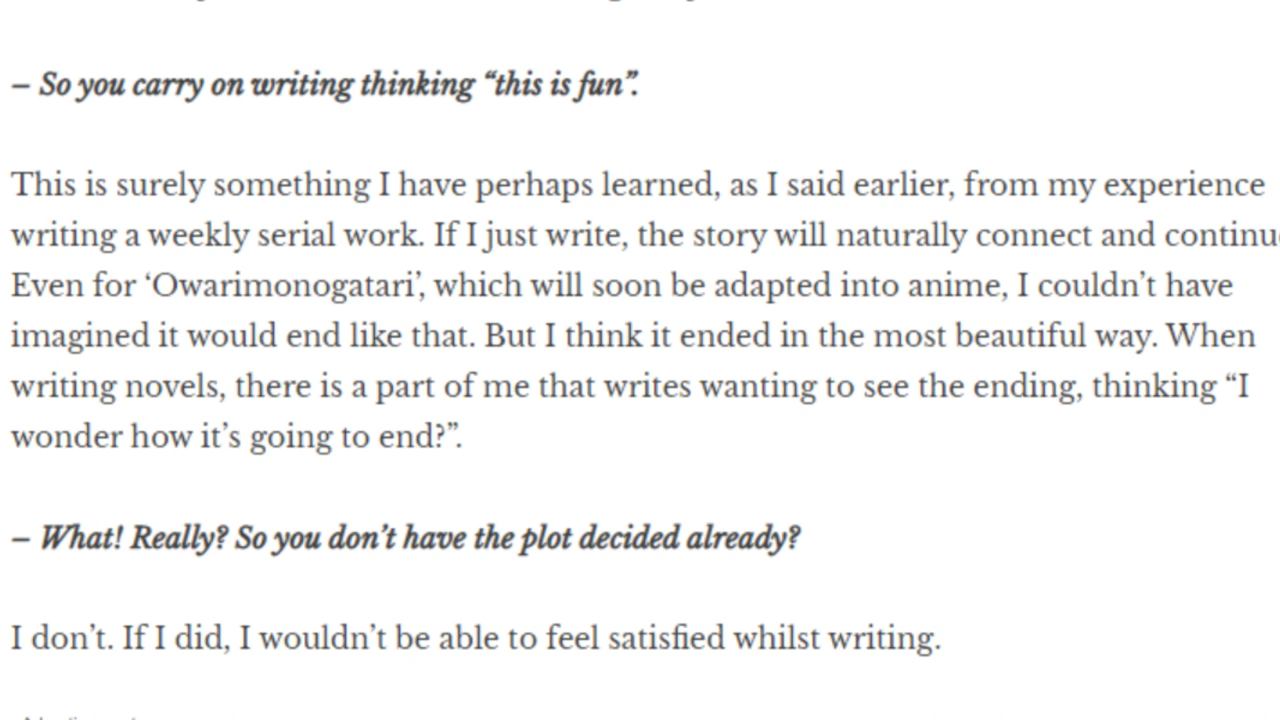 – So you carry on writing thinking “this is fun”.
This is surely something I have perhaps learned, as I said earlier, from my experience
writing a weekly serial work. If I just write, the story will naturally connect and continue
Even for ‘Owarimonogatari’, which will soon be adapted into anime, I couldn’t have
imagined it would end like that. But I think it ended in the most beautiful way. When
writing novels, there is a part of me that writes wanting to see the ending, thinking “I
wonder how it’s going to end?”.
– What! Really? So you don’t have the plot decided already?
I don’t. If I did, I wouldn’t be able to feel satisfied whilst writing.